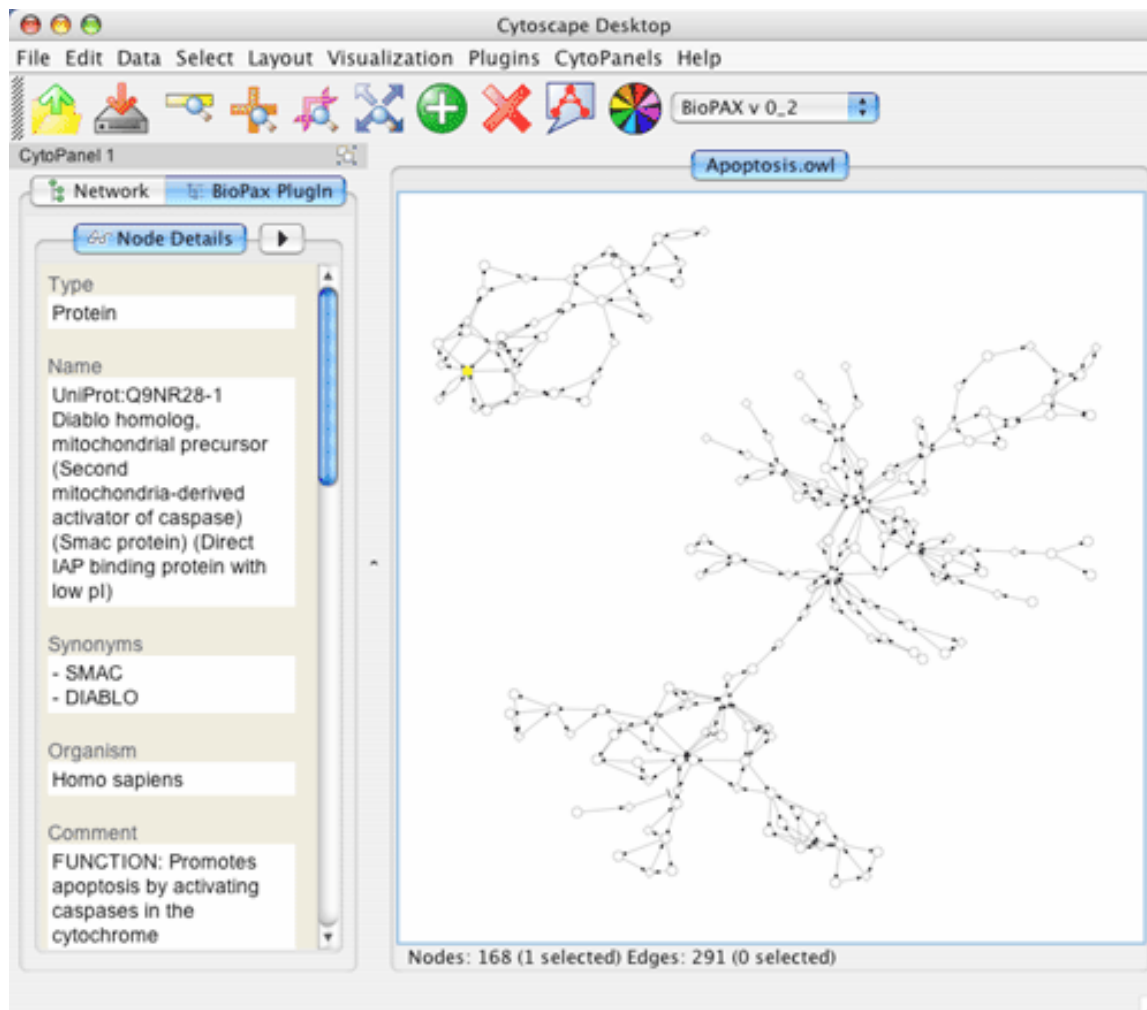 Cytoscape Desktop
File Edit Data Select Layout Visualization Plugins CytoPanels Help
BioPAX v 0_2
CytoPanel 1
Network
BioPax PlugIn
Node Details
Type
Protein
Name
UniProt:Q9NR28-1
Diablo homolog,
mitochondrial precursor
(Second
mitochondria-derived
activator of caspase)
(Smac protein) (Direct
IAP binding protein with
low pI)
Synonyms
- SMAC
- DIABLO
Organism
Homo sapiens
Comment
FUNCTION: Promotes
apoptosis by activating
caspases in the
cytochrome
Apoptosis.owl
Nodes: 168 (1 selected) Edges: 291 (0 selected)